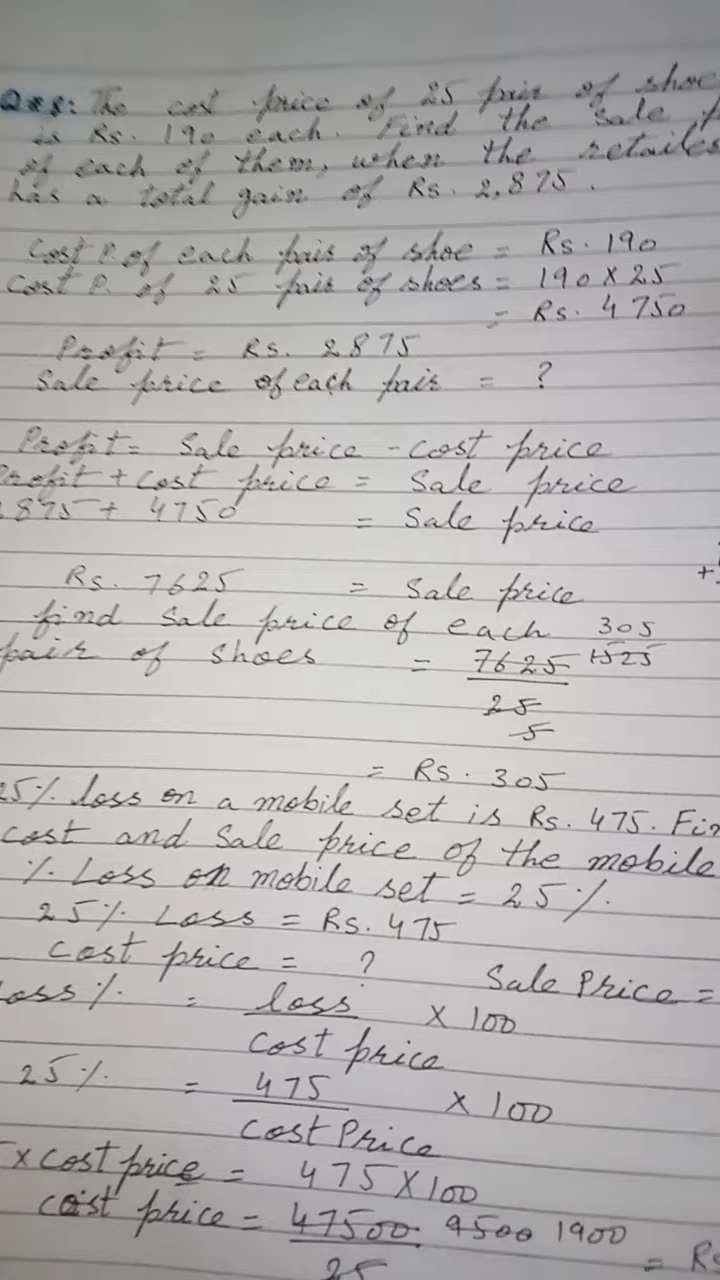 Q#8: The cost price of 25 pair of shoe
is Rs. 190 each. Find the sale
of each of them, when the retailer
has a total gain of Rs. 2,875.
Cost P. of each pair of shoe = Rs. 190
Cost P. of 25 pair of shoes = 190 X 25
= Rs. 4750
Profit = Rs. 2875
Sale price of each pair = ?
Profit = Sale price - cost price
Profit + cost price = Sale price
875 + 4750 = Sale price
Rs. 7625 = Sale price
find sale price of each 305
pair of shoes = 7625 1525
25
5
= Rs. 305
25% loss on a mobile set is Rs. 475. Fin
cost and sale price of the mobile
% Loss on mobile set = 25%
25% Loss = Rs. 475
cost price = ? Sale Price =
loss% = loss X 100
cost price
25% = 475 X 100
cost Price
X cost price = 475 X 100
cost price = 47500 9500 1900
25 = Rs